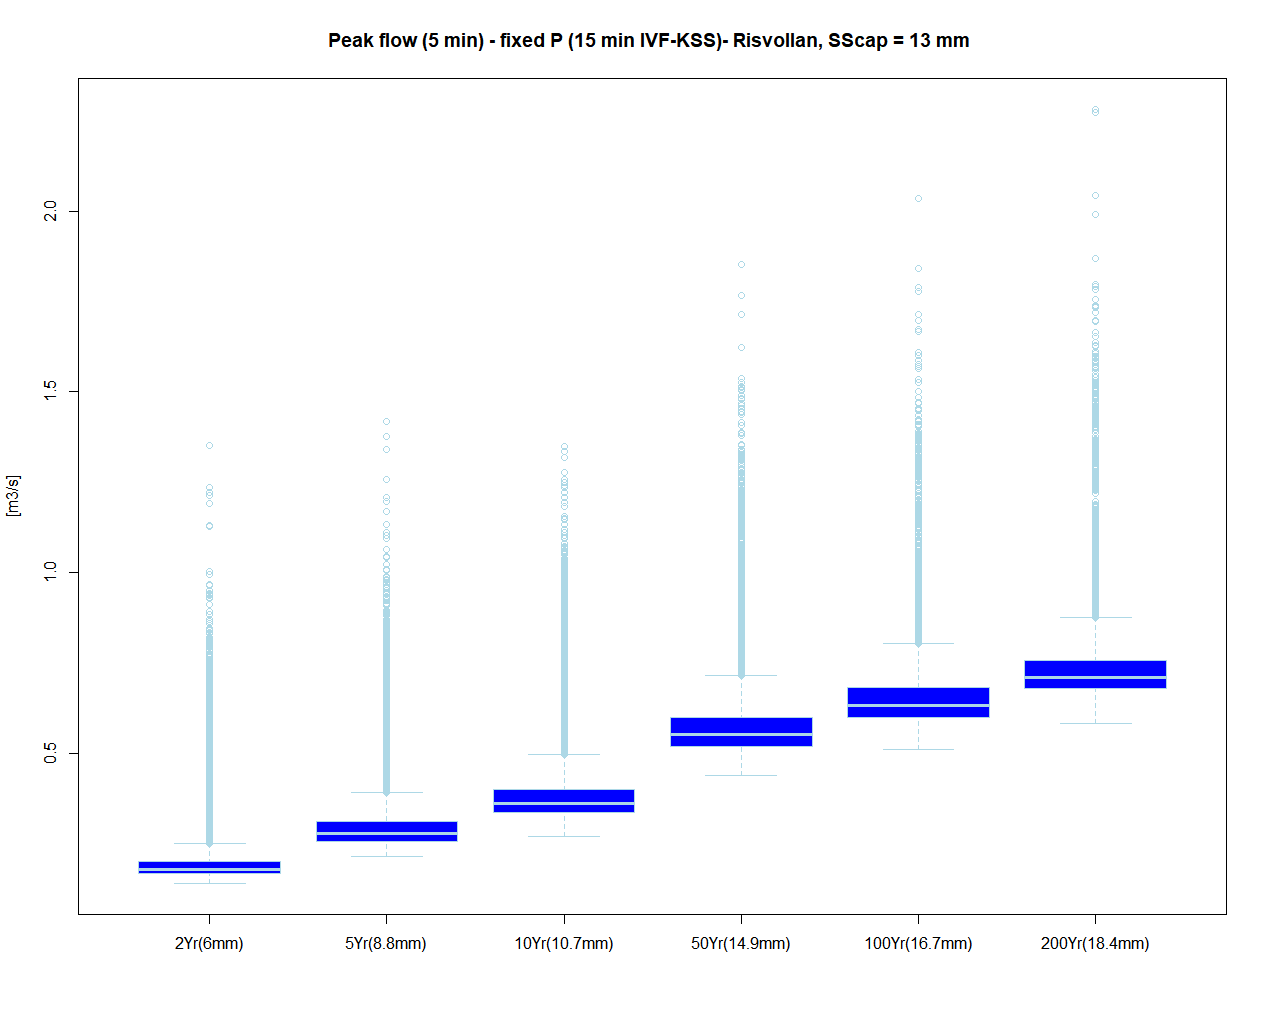 Peak flow (5 min) - fixed P (15 min IVF-KSS)- Risvollan, SScap = 13 mm
2.0
1.5
1.0
0.5
[m3/s]
2Yr(6mm) 5Yr(8.8mm) 10Yr(10.7mm) 50Yr(14.9mm) 100Yr(16.7mm) 200Yr(18.4mm)